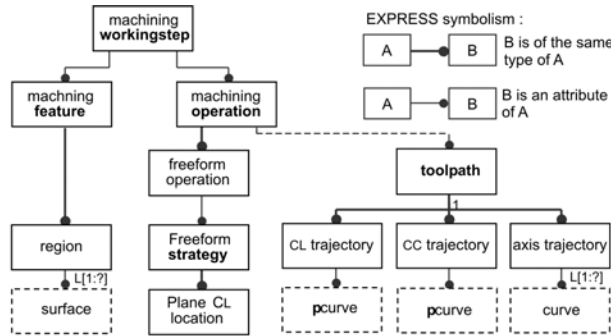 machining
workingstep
EXPRESS symbolism :
A
B
B is of the same
type of A
A
B
B is an attribute
of A
machning
feature
machining
operation
freeform
operation
toolpath
1
region
Freeform
strategy
CL trajectory
CC trajectory
axis trajectory
L[1:?]
L[1:?]
surface
Plane CL
location
pcurve
pcurve
curve